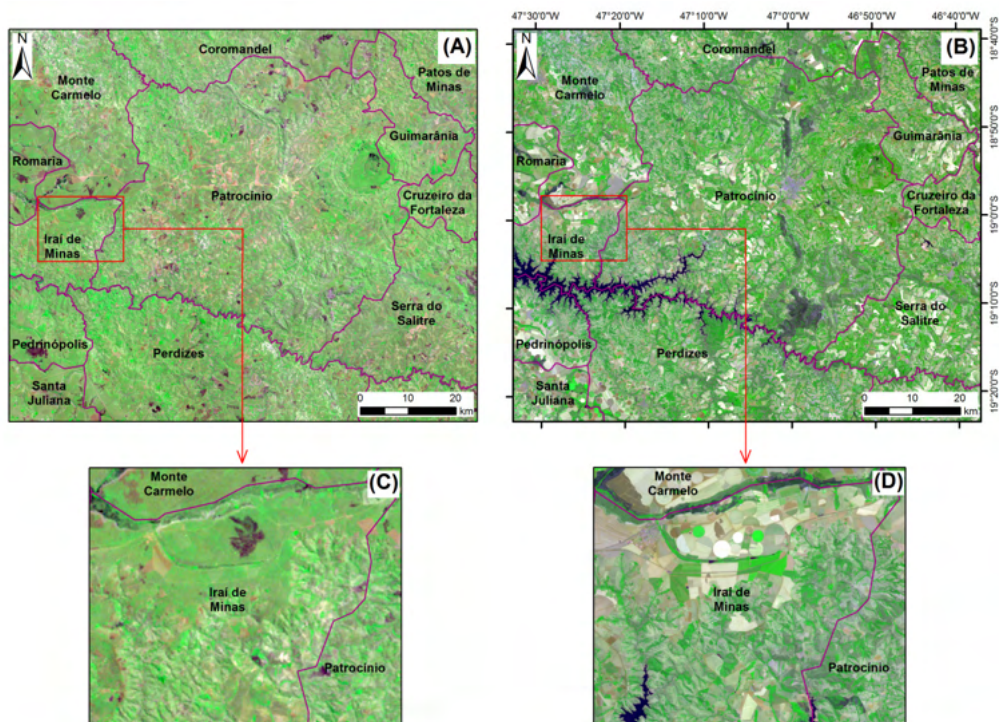 47°30'0"W 47°20'0"W 47°10'0"W 47°0'0"W 46°50'0"W 46°40'0"W
N
Coromandel
(A)
Monte
Carmelo
Patos de
Minas
Guimarânia
Romaria
Patrocínio
Cruzeiro da
Fortaleza
Iraí de
Minas
Serra do
Salitre
Pedrinópolis
Perdizes
Santa
Juliana
0 10 20
km
N
Coromandel
(B)
Monte
Carmelo
Patos de
Minas
Guimarânia
Romaria
Patrocínio
Cruzeiro da
Fortaleza
Iraí de
Minas
Serra do
Salitre
Pedrinópolis
Perdizes
Santa
Juliana
0 10 20
km
18°40'0"S
18°50'0"S
19°0'0"S
19°10'0"S
19°20'0"S
Monte
Carmelo
(C)
Iraí de
Minas
Patrocínio
Monte
Carmelo
(D)
Iraí de
Minas
Patrocínio